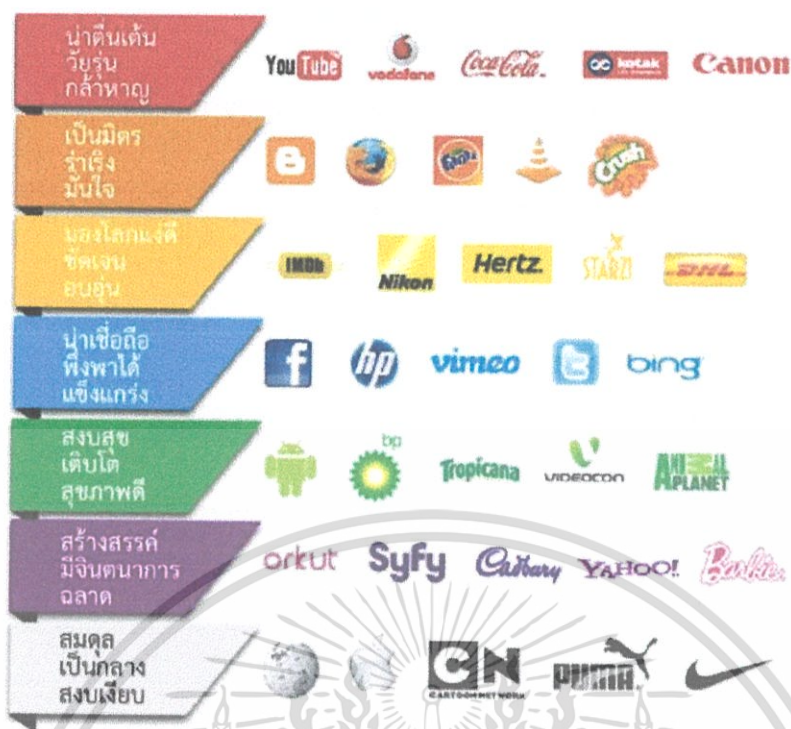 น่าตื่นเต้น
วัยรุ่น
กล้าหาญ
YouTube vodafone Coca-Cola kotak Canon
เป็นมิตร
ร่าเริง
มั่นใจ
Fanta Crush
มองโลกแง่ดี
ชัดเจน
อบอุ่น
IMDb Nikon Hertz. STARZ! DHL
น่าเชื่อถือ
พึ่งพาได้
แข็งแกร่ง
f hp vimeo t bing
สงบสุข
เติบโต
สุขภาพดี
bp Tropicana VIDEOCON ANIMAL PLANET
สร้างสรรค์
มีจินตนาการ
ฉลาด
orkut Syfy Cadbury YAHOO! Barbie
สมดุล
เป็นกลาง
สงบเงียบ
CN CARTOON NETWORK PUMA